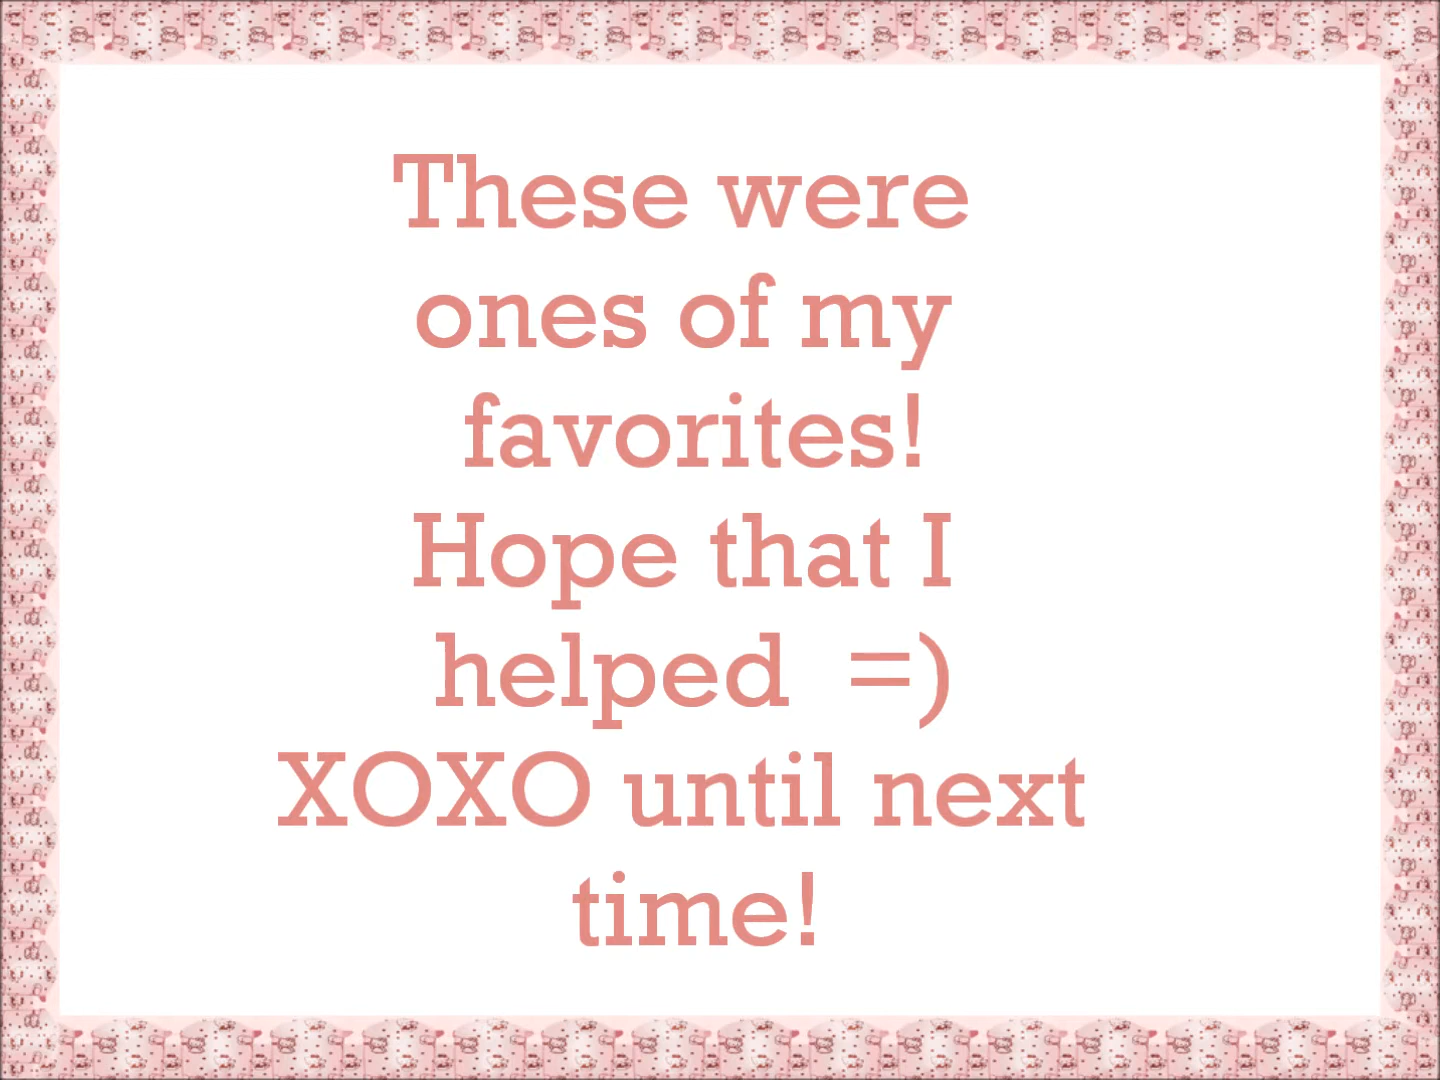 These were
ones of my
favorites!
Hope that I
helped  =)
XOXO until next
time!